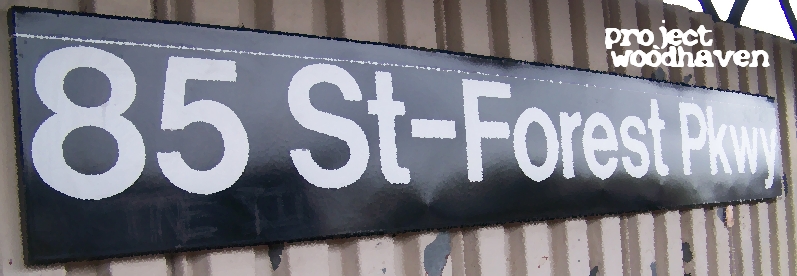 project
woodhaven
85 St-Forest Pkwy